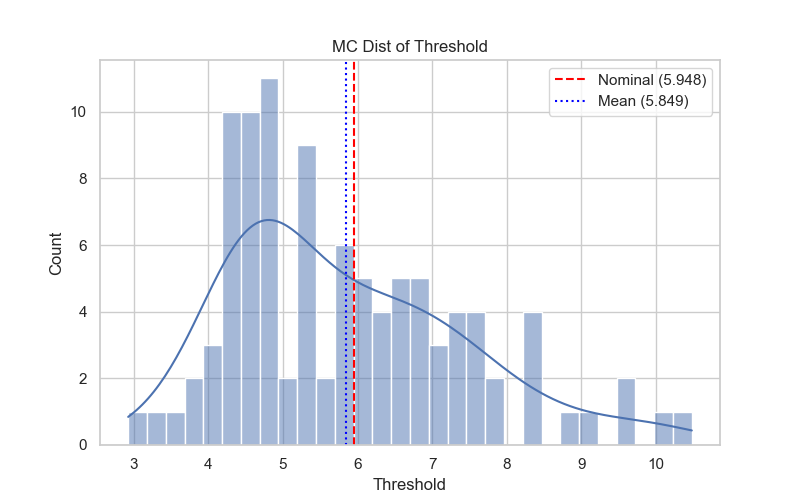 MC Dist of Threshold
Nominal (5.948)
Mean (5.849)
Count
10
8
6
4
2
0
3 4 5 6 7 8 9 10
Threshold